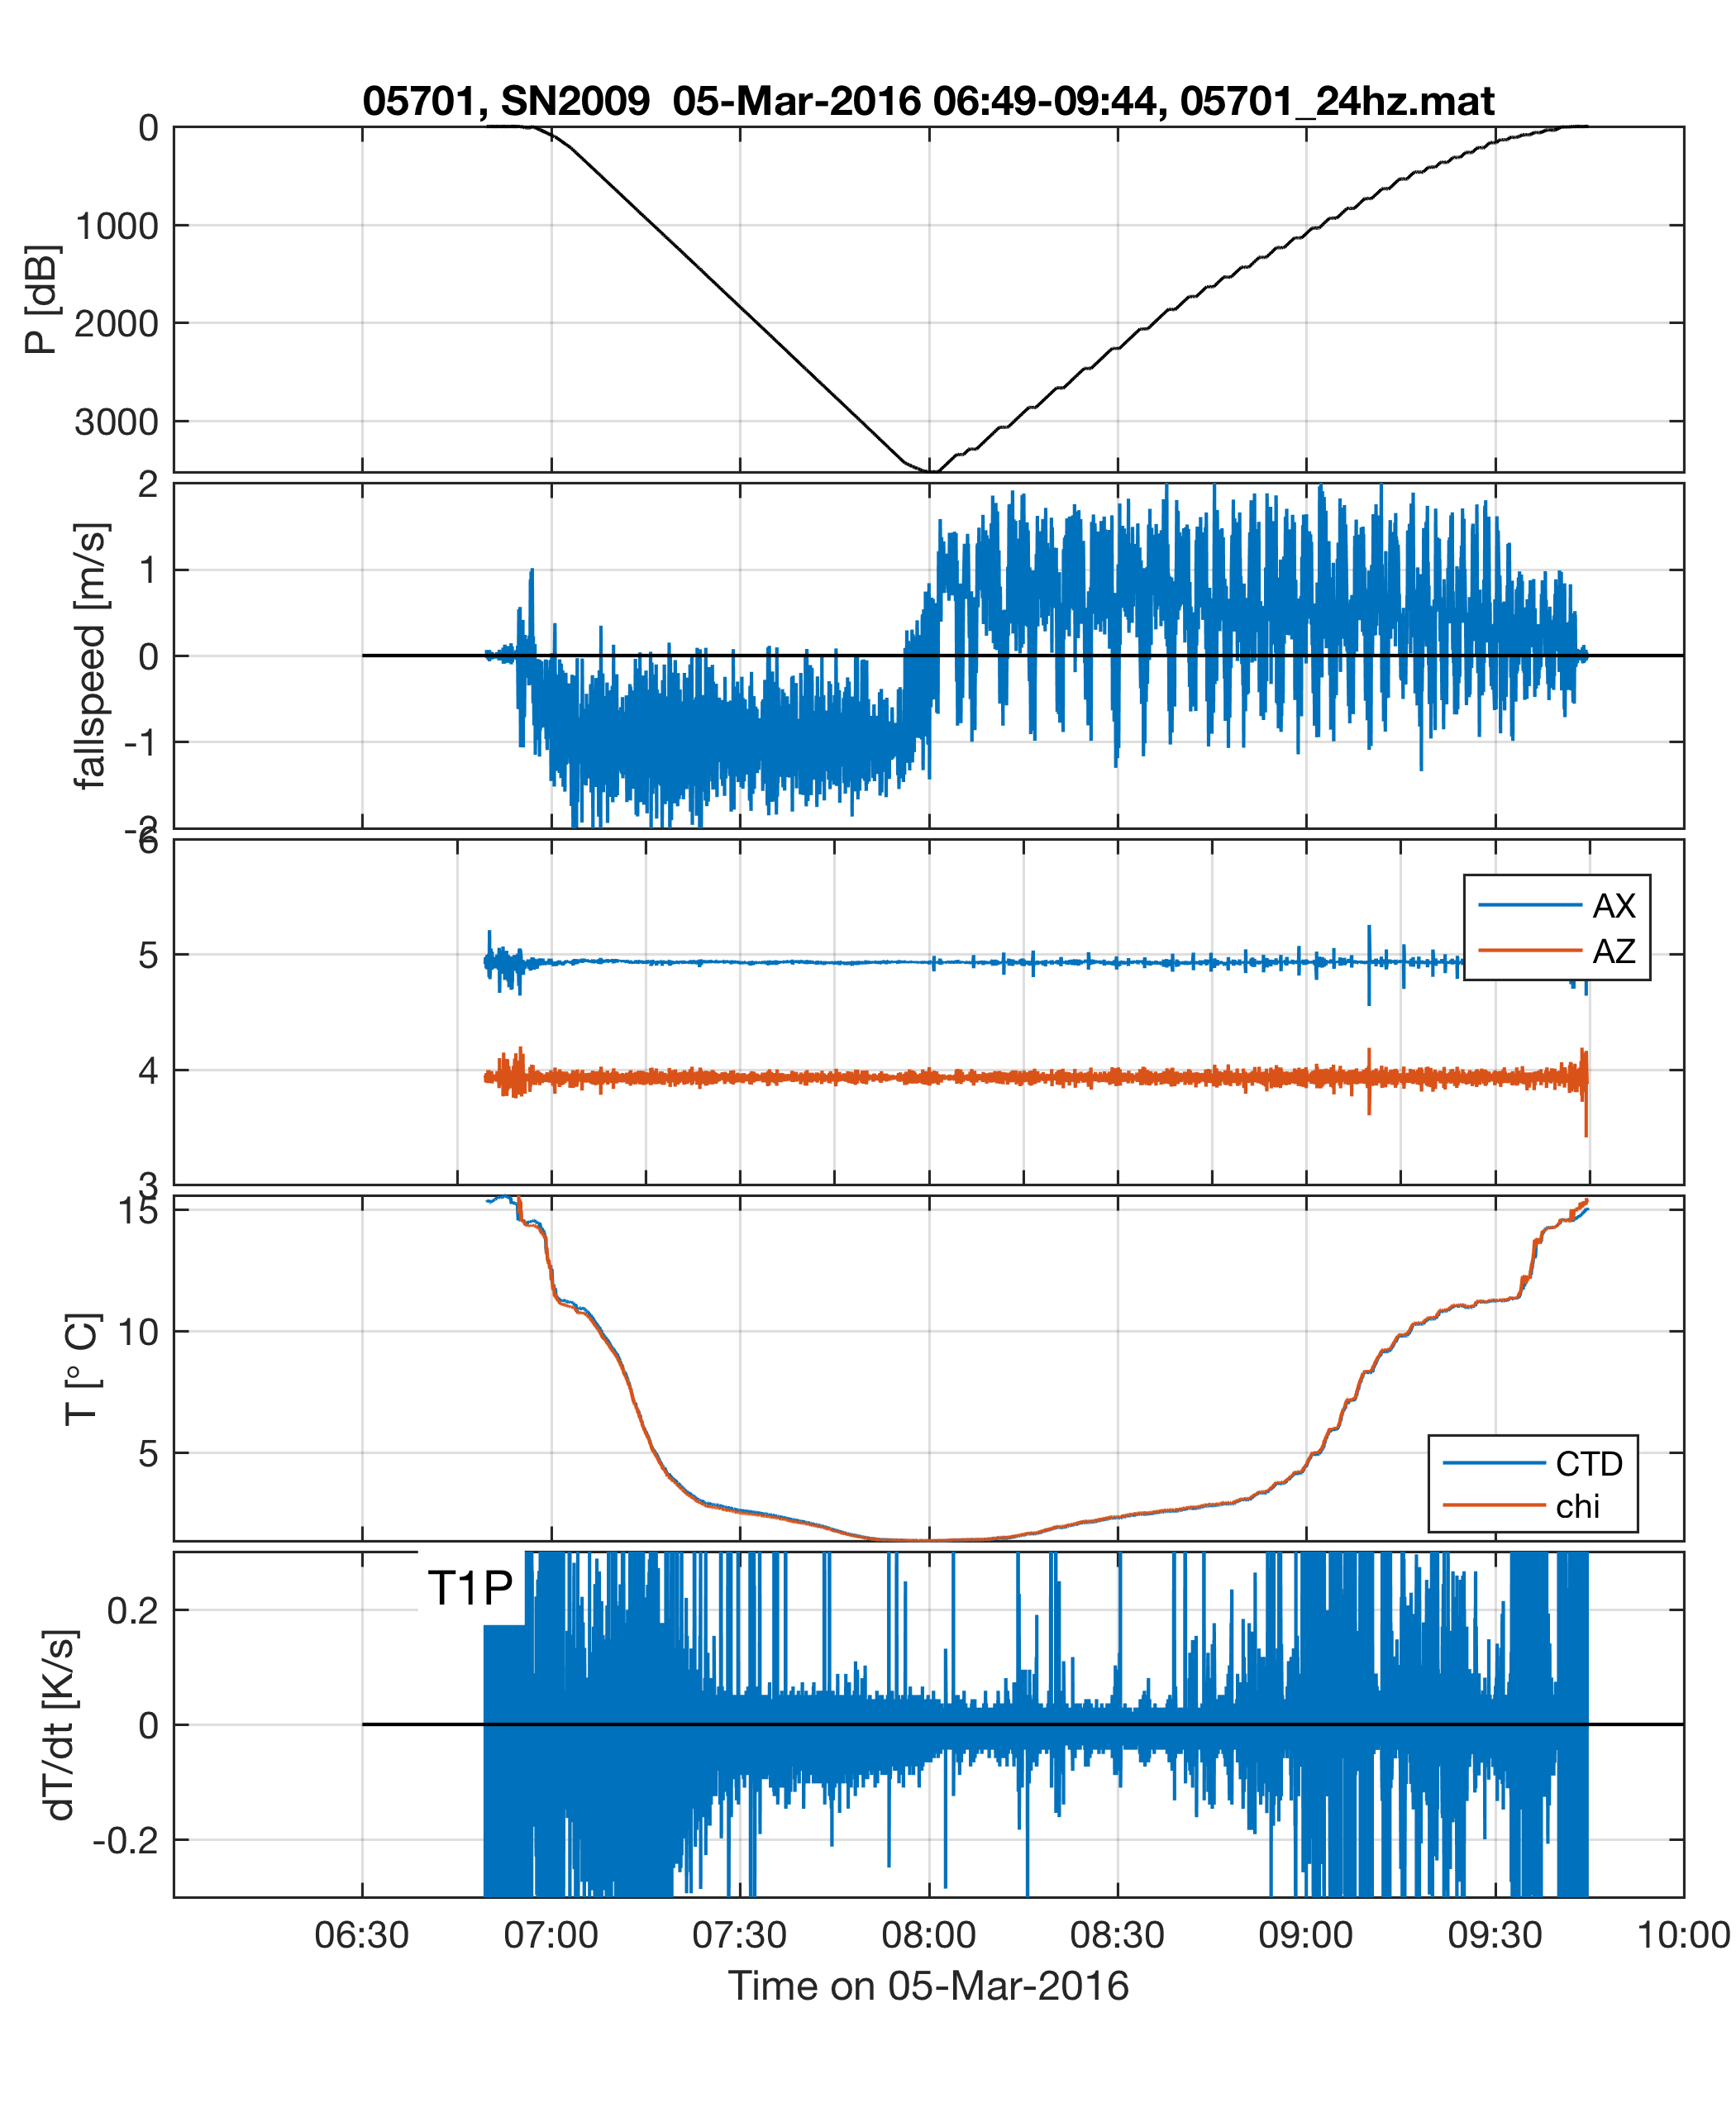 05701, SN2009  05-Mar-2016 06:49-09:44, 05701_24hz.mat
0
1000
2000
3000
P [dB]
2
1
0
-1
-2
fallspeed [m/s]
6
5
4
3
AX
AZ
15
10
5
T [° C]
CTD
chi
T1P
0.2
0
-0.2
dT/dt [K/s]
06:30 07:00 07:30 08:00 08:30 09:00 09:30 10:00
Time on 05-Mar-2016